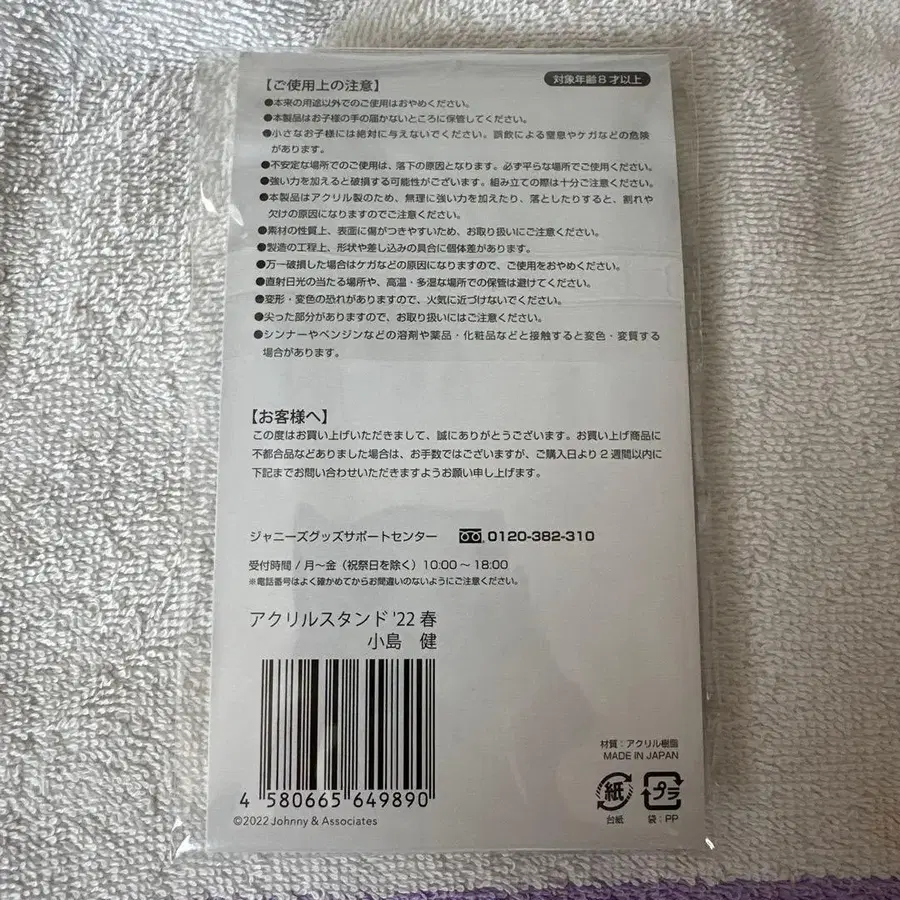 【ご使用上の注意】
対象年齢8才以上
●本来の用途以外でのご使用はおやめください。
●本製品はお子様の手の届かないところに保管してください。
●小さなお子様には絶対に与えないでください。誤飲による窒息やケガなどの危険
があります。
●不安定な場所でのご使用は、落下の原因となります。必ず平らな場所でご使用ください。
●強い力を加えると破損する可能性がございます。組み立ての際は十分ご注意ください。
●本製品はアクリル製のため、無理に強い力を加えたり、落としたりすると、割れや
欠けの原因になりますのでご注意ください。
●素材の性質上、表面に傷がつきやすいため、お取り扱いにご注意ください。
●製造の工程上、形状や差し込みの具合に個体差があります。
●万一破損した場合はケガなどの原因になりますので、ご使用をおやめください。
●直射日光の当たる場所や、高温・多湿な場所での保管は避けてください。
●変形・変色の恐れがありますので、火気に近づけないでください。
●尖った部分がありますので、お取り扱いにはご注意ください。
●シンナーやベンジンなどの溶剤や薬品・化粧品などと接触すると変色・変質する
場合があります。
【お客様へ】
この度はお買い上げいただきまして、誠にありがとうございます。お買い上げ商品に
不都合品などありました場合は、お手数ではございますが、ご購入日より2週間以内に
下記までお問い合わせいただきますようお願い申し上げます。
ジャニーズグッズサポートセンター 0120-382-310
受付時間/月～金（祝祭日を除く）10:00～18:00
※電話番号はよく確かめてからお間違いのないようにご注意ください。
アクリルスタンド '22 春
小島 健
4 580665 649890
©2022 Johnny & Associates
材質：アクリル樹脂
MADE IN JAPAN
紙 プラ
台紙 袋：PP